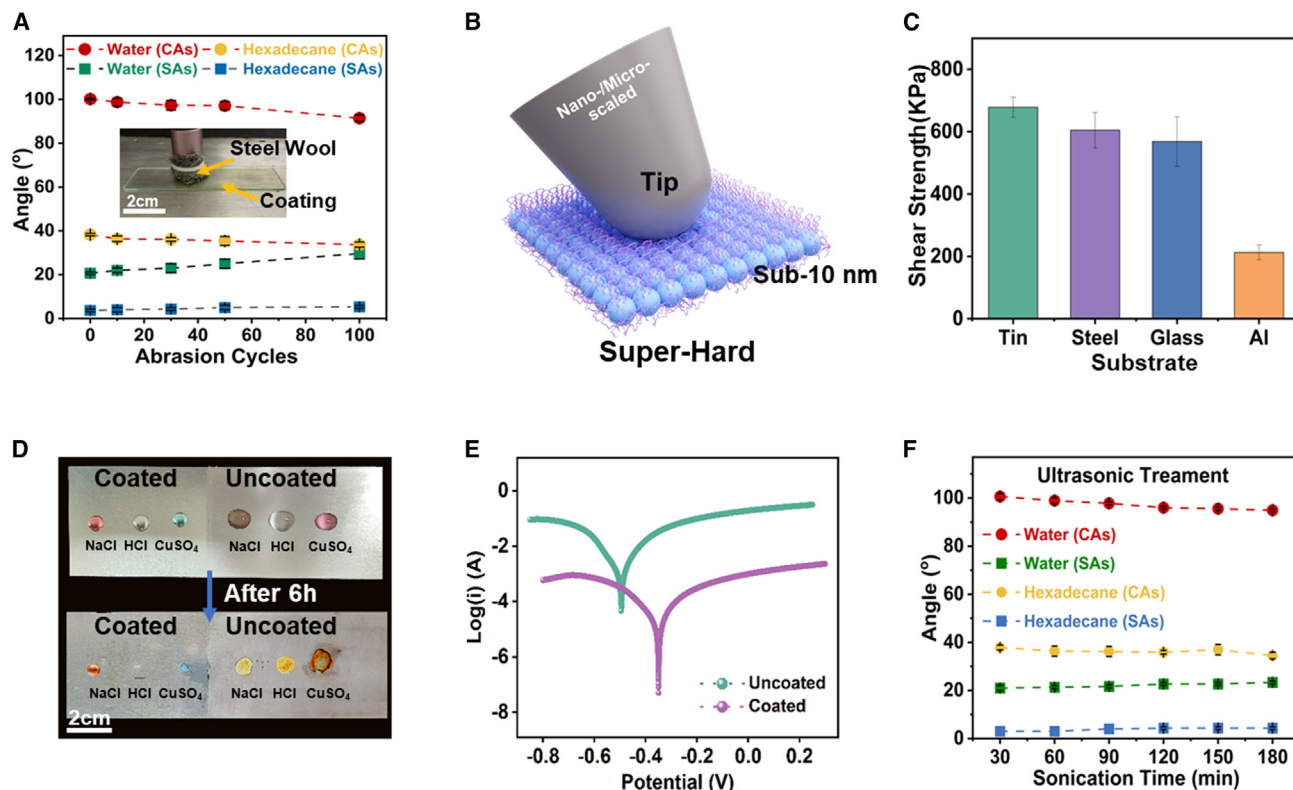 A
Water (CAs) Hexadecane (CAs)
Water (SAs) Hexadecane (SAs)
120
100
80
60
40
20
0
Angle (º)
Steel Wool
Coating
2cm
0 20 40 60 80 100
Abrasion Cycles
B
Nano-/Micro-
scaled
Tip
Sub-10 nm
Super-Hard
C
800
600
400
200
0
Shear Strength(KPa)
Tin Steel Glass Al
Substrate
D
Coated Uncoated
NaCl HCl CuSO₄ NaCl HCl CuSO₄
After 6h
Coated Uncoated
NaCl HCl CuSO₄ NaCl HCl CuSO₄
2cm
E
0
-2
-4
-6
-8
Log(i) (A)
Uncoated
Coated
-0.8 -0.6 -0.4 -0.2 0.0 0.2
Potential (V)
F
Ultrasonic Treament
100
80
60
40
20
0
Angle (º)
Water (CAs)
Water (SAs)
Hexadecane (CAs)
Hexadecane (SAs)
30 60 90 120 150 180
Sonication Time (min)